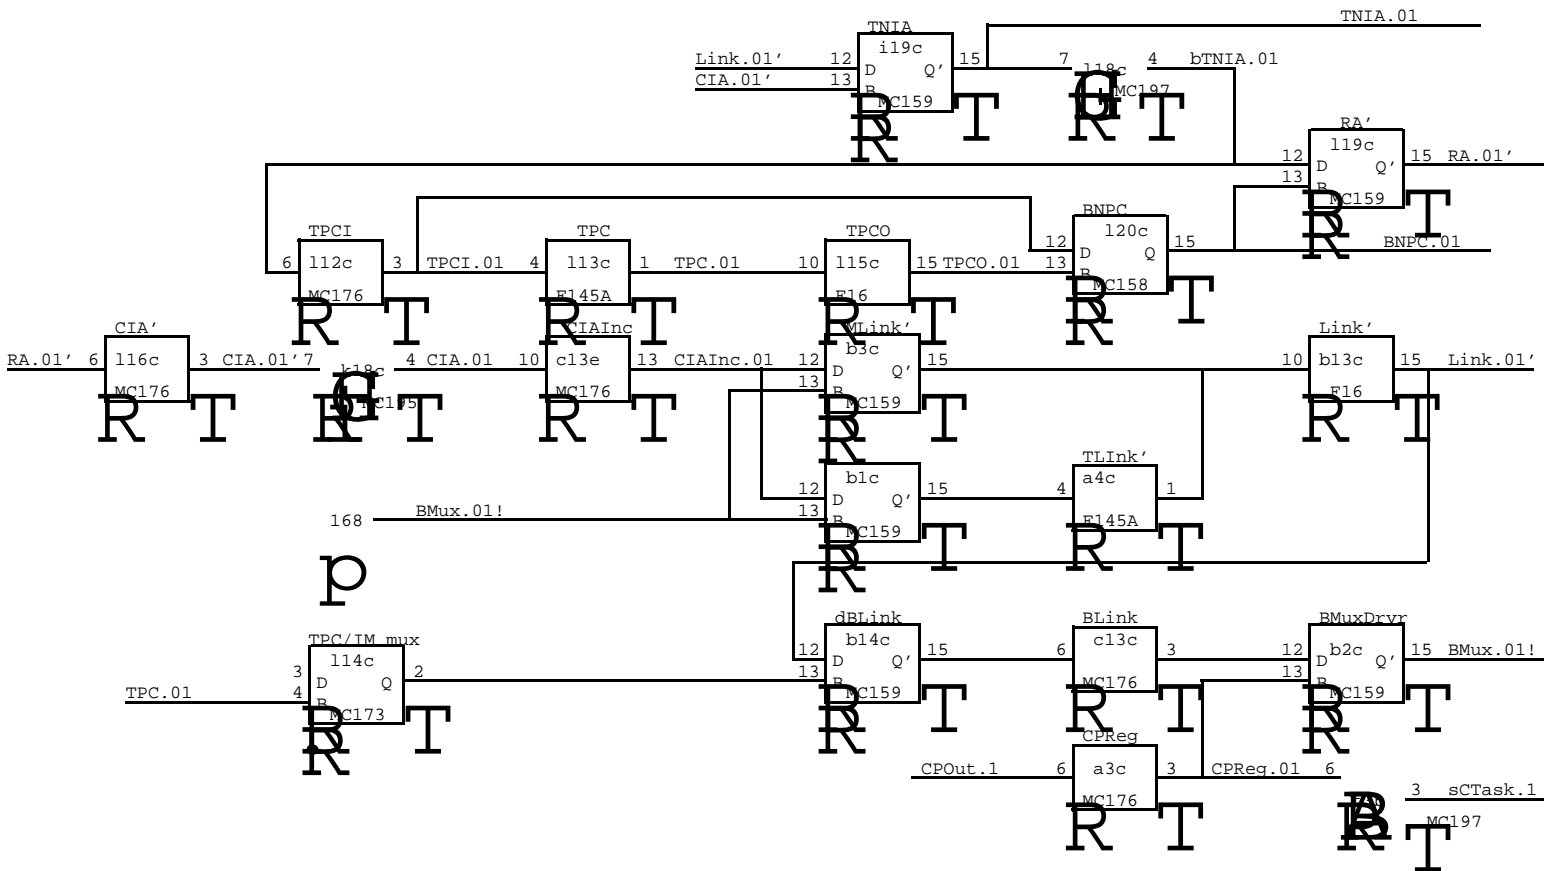 TNIA.01
TNIA
i19c
Link.01' 12 D Q' 15 7 4 bTNIA.01
l18c
CIA.01' 13 B
MC159 MC197
R R R T G R T
RA'
l19c
12 D Q' 15 RA.01'
13 B
MC159
R R T
BNPC
l20c
12 D Q 15 BNPC.01
13 B
MC158
R R T
TPCI TPC TPCO
6 l12c 3 TPCI.01 4 l13c 1 TPC.01 10 l15c 15 TPCO.01
MC176 F145A F16
R T R T R T
CIA' CIAInc MLink' Link'
RA.01' 6 l16c 3 CIA.01' 7 k18c 4 CIA.01 10 c13e 13 CIAInc.01 12 b3c 15 10 b13c 15 Link.01'
D Q'
13 B
MC176 MC195 MC176 MC159 F16
R T G R T R T R R T R T
TLInk'
b1c a4c
12 D Q' 15 4 1
168 BMux.01! 13 B
MC159 F145A
R R T R T
p
dBLink BLink BMuxDrvr
b14c c13c b2c
12 D Q' 15 6 3 12 D Q' 15 BMux.01!
13 B 13 B
MC159 MC176 MC159
R R T R T R R T
TPC/IM mux
l14c
3 D Q 2
TPC.01 4 B
MC173
R R T
CPReg
CPOut.1 6 a3c 3 CPReg.01 6
MC176
R T
3 sCTask.1
MC197
B R T